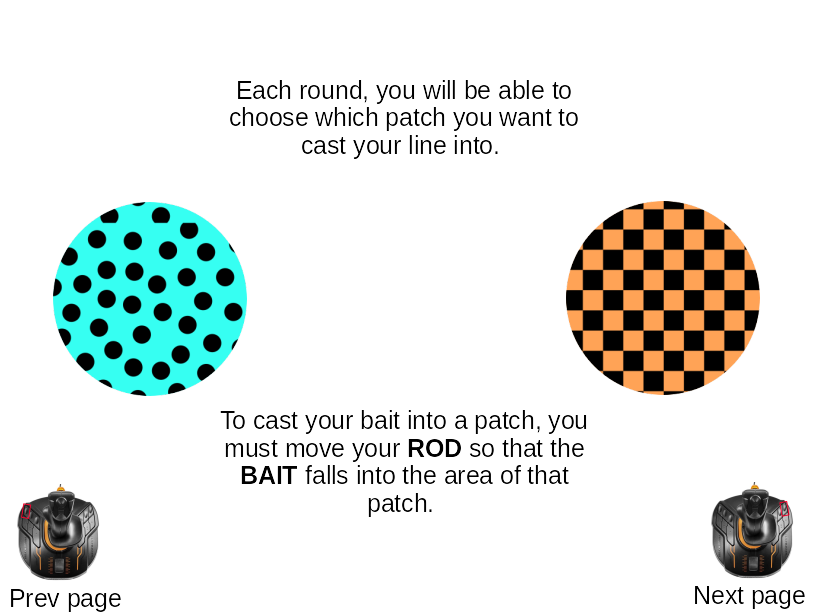 Each round, you will be able to
choose which patch you want to
cast your line into.
To cast your bait into a patch, you
must move your ROD so that the
BAIT falls into the area of that
patch.
Prev page
Next page